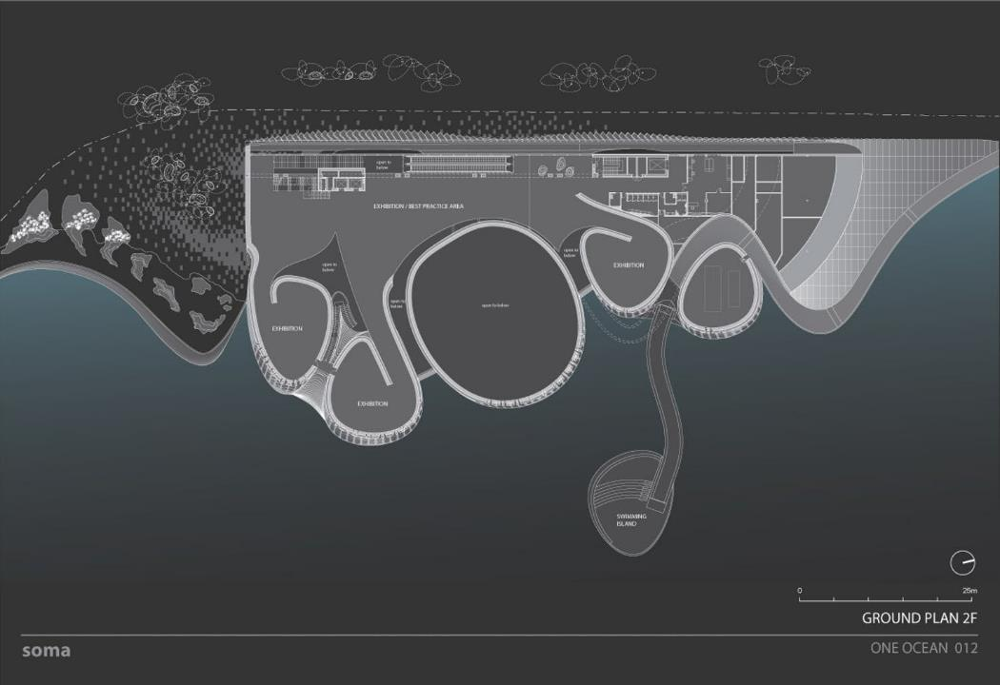 open to
below
EXHIBITION / BEST PRACTICE AREA
open to
below
open to
below
EXHIBITION
open to
below
open to below
EXHIBITION
EXHIBITION
SWIMMING
ISLAND
0 25m
GROUND PLAN 2F
soma
ONE OCEAN 012